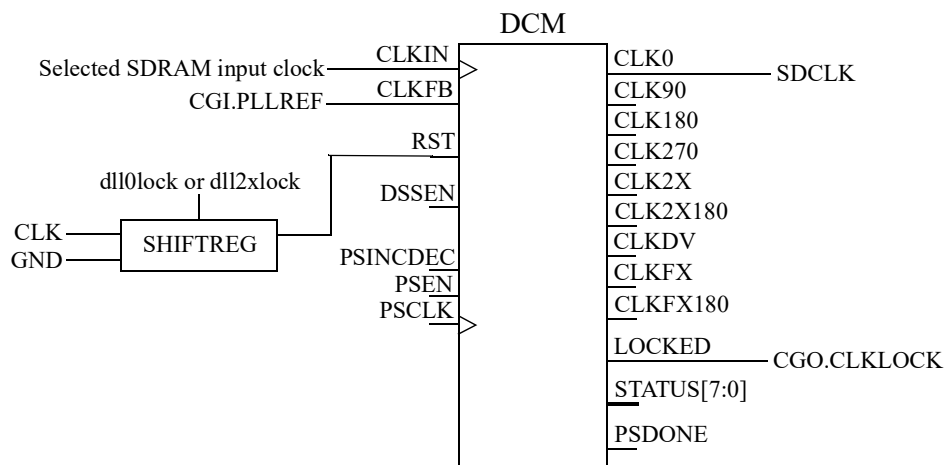 DCM
CLKIN
Selected SDRAM input clock
CLKFB
CGI.PLLREF
RST
dll0lock or dll2xlock
DSSEN
CLK
SHIFTREG
GND
PSINCDEC
PSEN
PSCLK
CLK0
SDCLK
CLK90
CLK180
CLK270
CLK2X
CLK2X180
CLKDV
CLKFX
CLKFX180
LOCKED
CGO.CLKLOCK
STATUS[7:0]
PSDONE